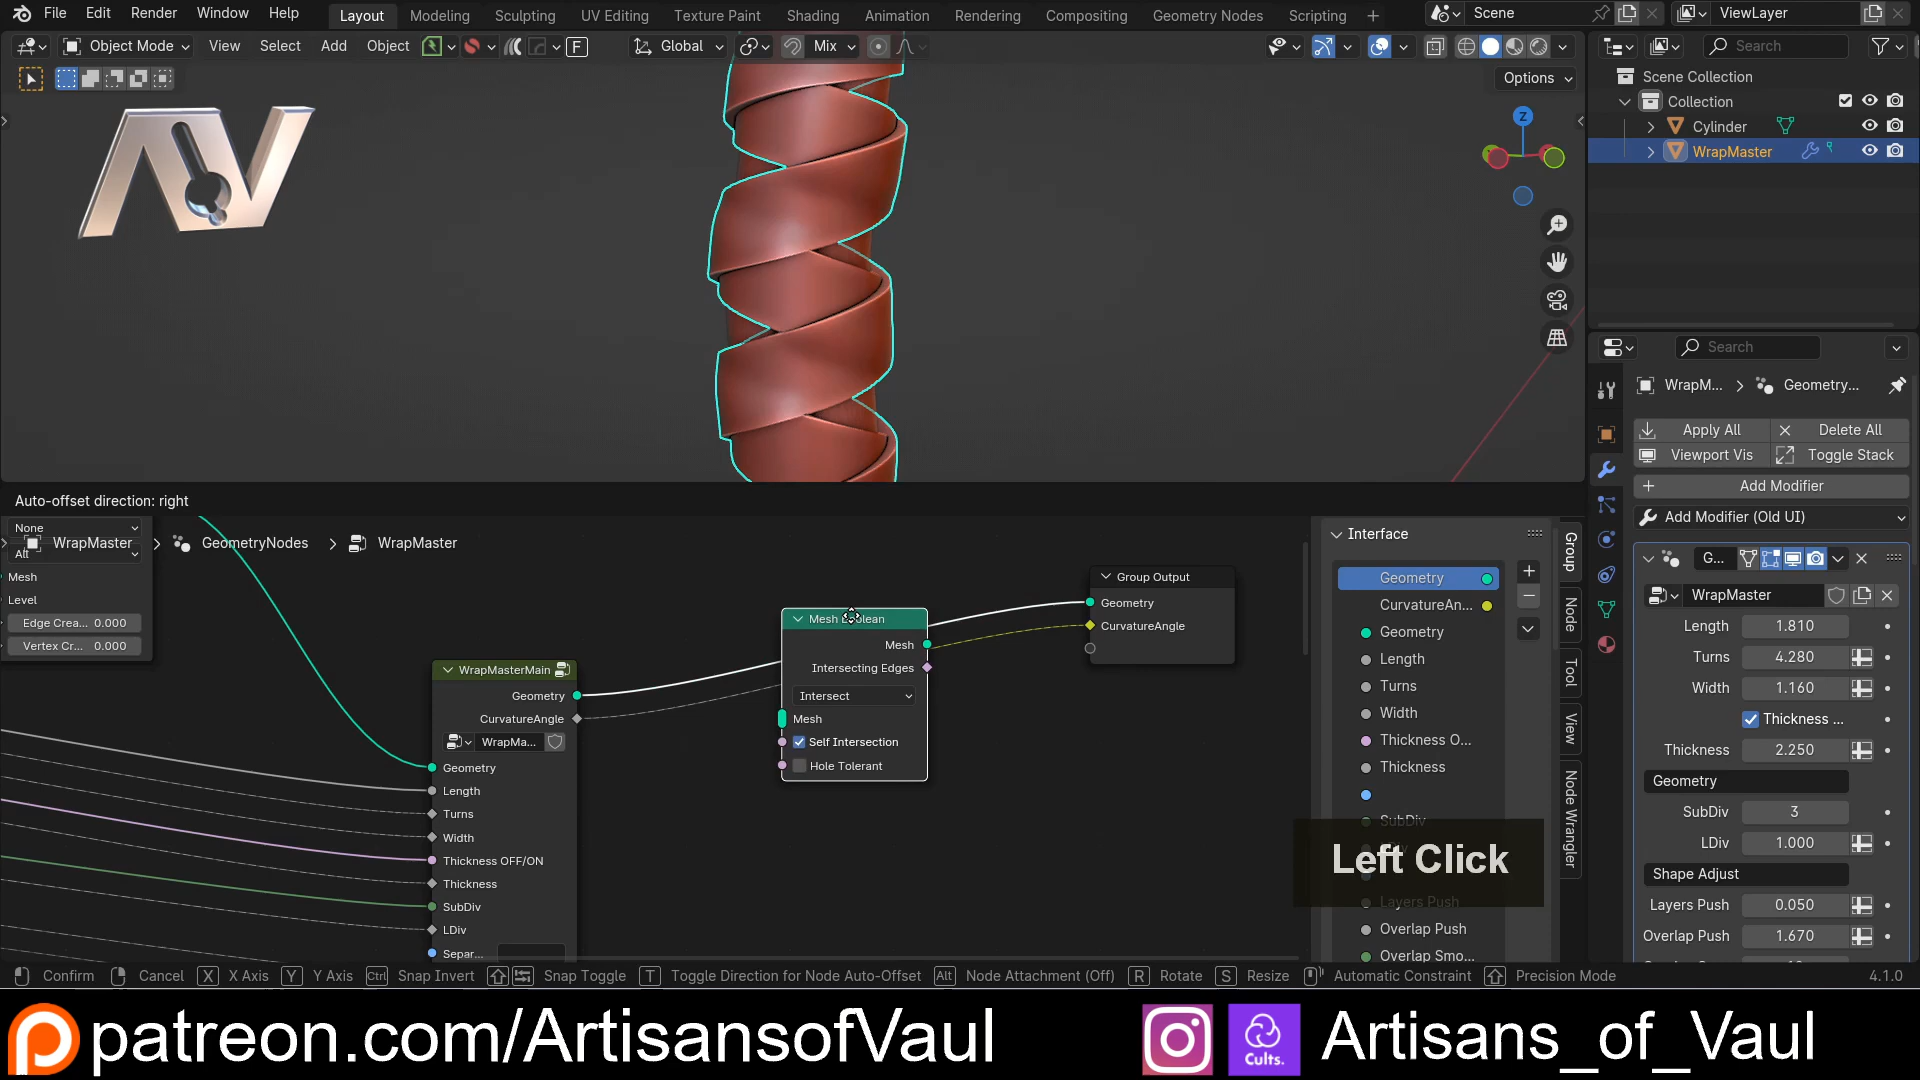 File Edit Render Window Help Layout Modeling Sculpting UV Editing Texture Paint Shading Animation Rendering Compositing Geometry Nodes Scripting + Scene ViewLayer
Object Mode View Select Add Object F Global Mix Search
Options
Scene Collection
Collection
Cylinder
WrapMaster
AV
Z
Search
WrapM... > Geometry...
Apply All Delete All
Viewport Vis Toggle Stack
Add Modifier
Add Modifier (Old UI)
G...
WrapMaster
Length 1.810
Turns 4.280
Width 1.160
Thickness ...
Thickness 2.250
Geometry
SubDiv 3
LDiv 1.000
Shape Adjust
Layers Push 0.050
Overlap Push 1.670
Auto-offset direction: right
None
WrapMaster > GeometryNodes > WrapMaster
Alt
Mesh
Level
Edge Crea... 0.000
Vertex Cr... 0.000
WrapMasterMain
Geometry
CurvatureAngle
WrapMa...
Geometry
Length
Turns
Width
Thickness OFF/ON
Thickness
SubDiv
LDiv
Separ...
Mesh
Intersecting Edges
Intersect
Mesh
Self Intersection
Hole Tolerant
Group Output
Geometry
CurvatureAngle
Interface
Geometry
CurvatureAn...
Geometry
Length
Turns
Width
Thickness O...
Thickness
SubDiv
Layers Push
Overlap Push
Overlap Smo...
Group
Node
Tool
View
Node Wrangler
Left Click
Confirm Cancel X X Axis Y Y Axis Ctrl Snap Invert Snap Toggle T Toggle Direction for Node Auto-Offset Alt Node Attachment (Off) R Rotate S Resize Automatic Constraint Precision Mode 4.1.0
patreon.com/ArtisansofVaul Cults. Artisans_of_Vaul